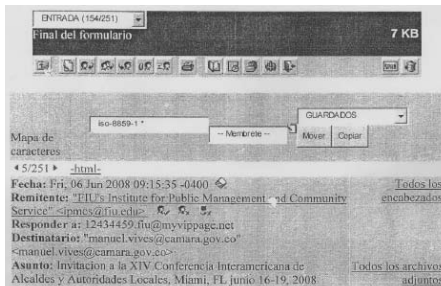 ENTRADA (154/251)
Final del formulario 7 KB
iso-8859-1 *
-- Membrete --
GUARDADOS
Mover Copiar
Mapa de
caracteres
5/251 -html-
Fecha: Fri, 06 Jun 2008 09:15:35 -0400 Todos los
Remitente: "FIU's Institute for Public Management and Community encabezados
Service" <ipmcs@fiu.edu>
Responder a: 12434459.fiu@myvippage.net
Destinatario: "manuel.vives@camara.gov.co"
<manuel.vives@camara.gov.co>
Asunto: Invitacion a la XIV Conferencia Interamericana de Todos los archivos
Alcaldes y Autoridades Locales, Miami, FL junio 16-19, 2008 adjuntos